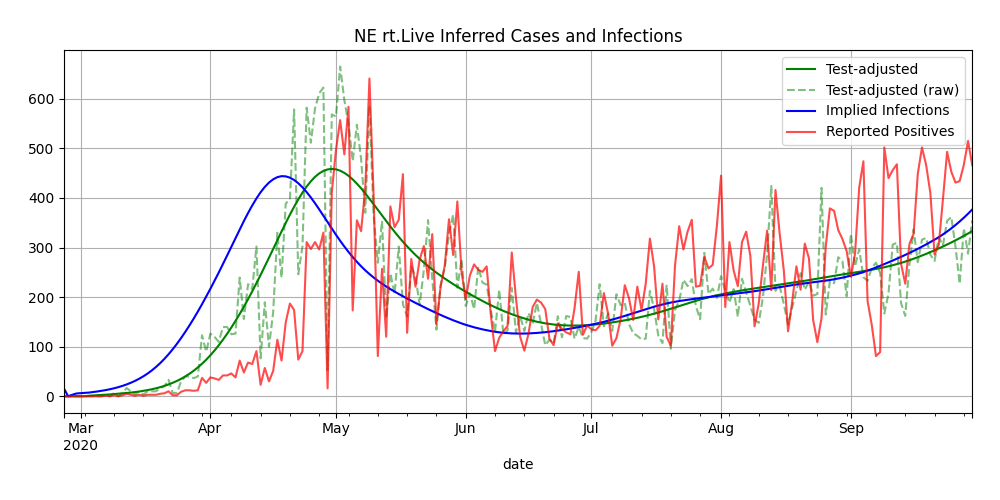 NE rt.Live Inferred Cases and Infections
Test-adjusted
Test-adjusted (raw)
Implied Infections
Reported Positives
600
500
400
300
200
100
0
Mar Apr May Jun Jul Aug Sep
2020
date